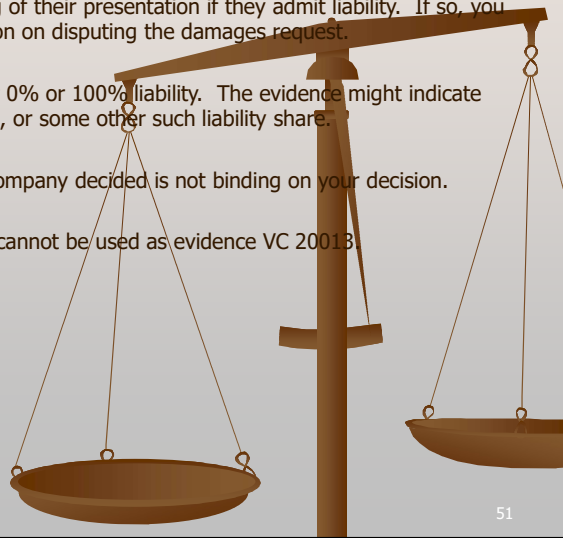 of their presentation if they admit liability. If so, you
on on disputing the damages request.
0% or 100% liability. The evidence might indicate
, or some other such liability share.
ompany decided is not binding on your decision.
cannot be used as evidence VC 20013.
51